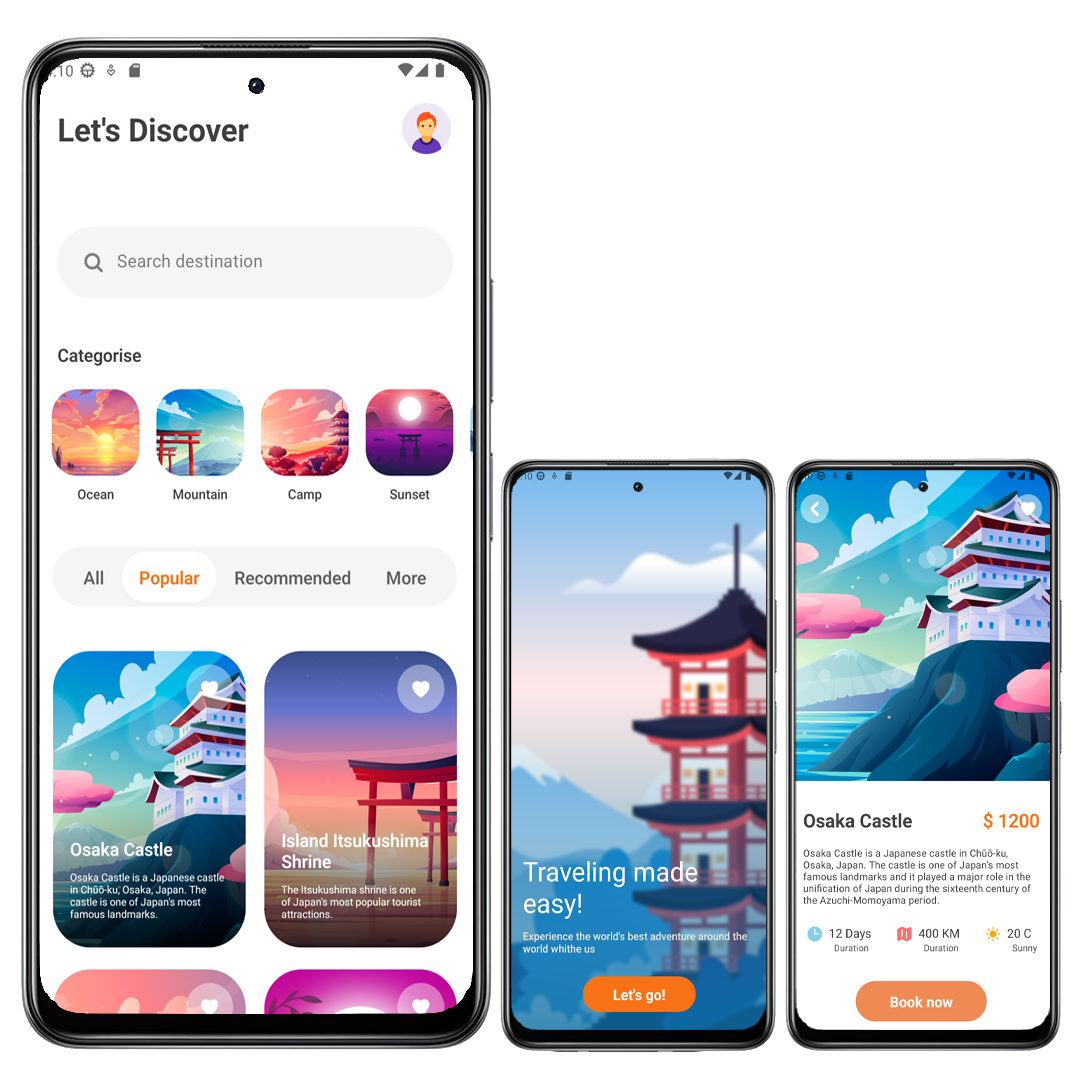 :10
Let's Discover
Search destination
Categorise
Ocean
Mountain
Camp
Sunset
All
Popular
Recommended
More
Osaka Castle
Osaka Castle is a Japanese castle
in Chūō-ku, Osaka, Japan. The
castle is one of Japan's most
famous landmarks.
Island Itsukushima
Shrine
The Itsukushima shrine is one
of Japan's most popular tourist
attractions.
:10
Traveling made
easy!
Experience the world's best adventure around the
world whithe us
Let's go!
Osaka Castle
$ 1200
Osaka Castle is a Japanese castle in Chūō-ku,
Osaka, Japan. The castle is one of Japan's most
famous landmarks and it played a major role in the
unification of Japan during the sixteenth century of
the Azuchi-Momoyama period.
12 Days
Duration
400 KM
Duration
20 C
Sunny
Book now